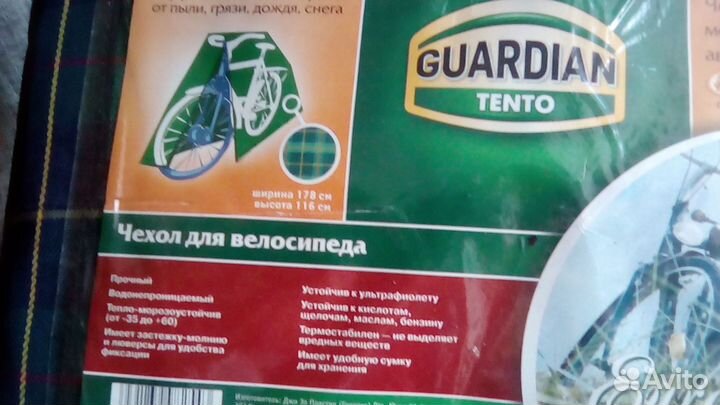 от пыли, грязи, дождя, снега
GUARDIAN
TENTO
ширина 178 см
высота 116 см
Чехол для велосипеда
Прочный
Водонепроницаемый
Тепло-морозоустойчив
(от -35 до +60)
Имеет застежку-молнию
и люверсы для удобства
фиксации
Устойчив к ультрафиолету
Устойчив к кислотам,
щелочам, маслам, бензину
Термостабилен — не выделяет
вредных веществ
Имеет удобную сумку
для хранения
Изготовитель:
Avito